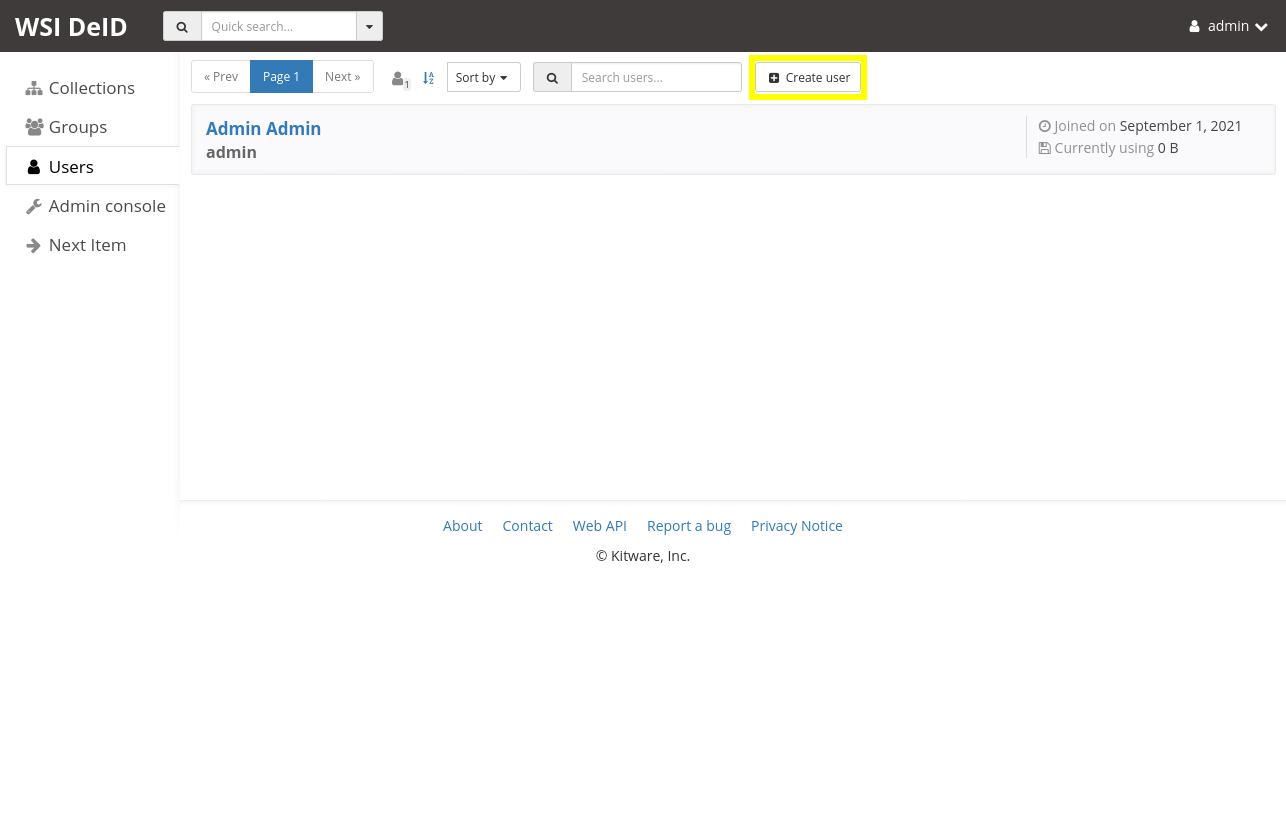 WSI DeID
Quick search...
admin
Collections
Groups
Users
Admin console
Next Item
« Prev
Page 1
Next »
1
Sort by
Search users...
Create user
Admin Admin
admin
Joined on September 1, 2021
Currently using 0 B
About
Contact
Web API
Report a bug
Privacy Notice
© Kitware, Inc.